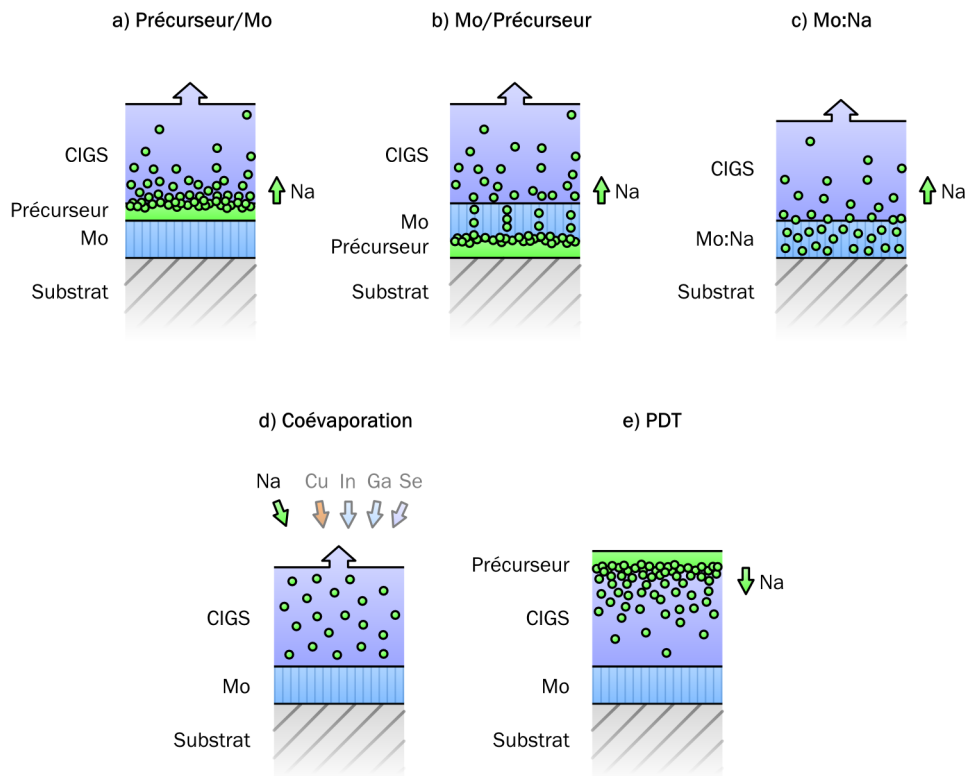 a) Précurseur/Mo
b) Mo/Précurseur
c) Mo:Na
CIGS
Na
Précurseur
Mo
Substrat
CIGS
Na
Mo
Précurseur
Substrat
CIGS
Na
Mo:Na
Substrat
d) Coévaporation
e) PDT
Na Cu In Ga Se
CIGS
Mo
Substrat
Précurseur
Na
CIGS
Mo
Substrat